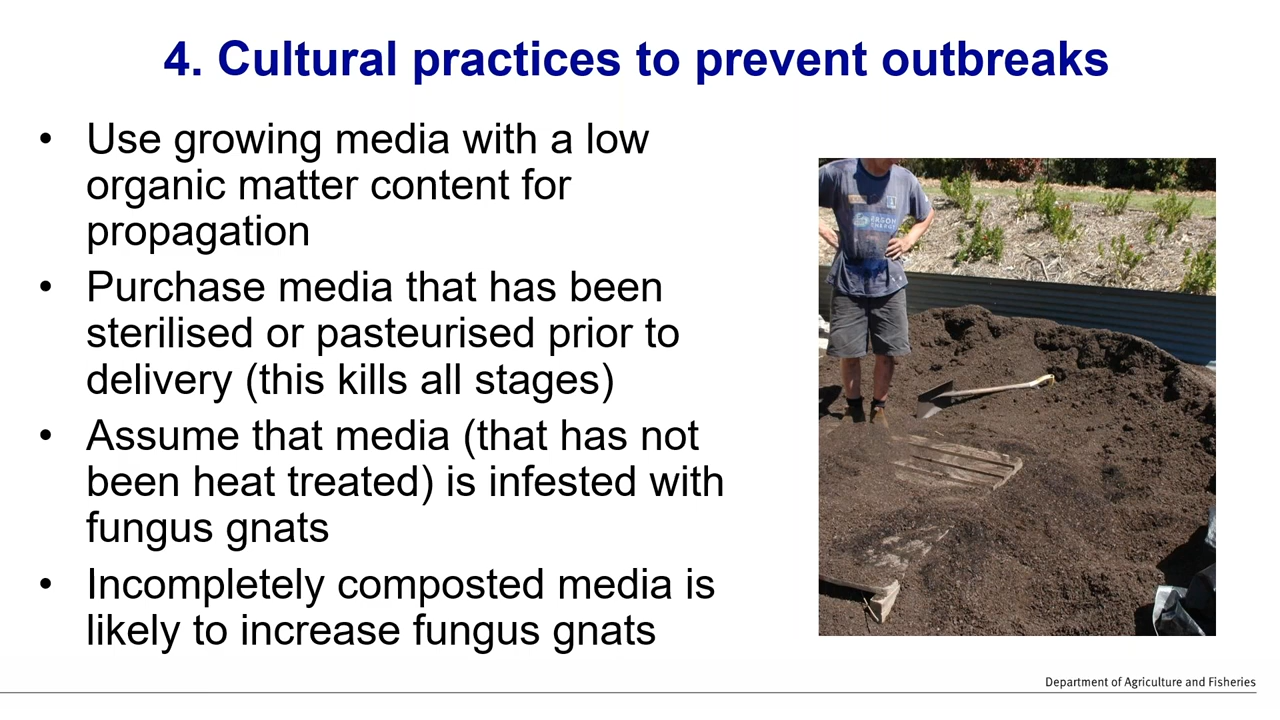 4. Cultural practices to prevent outbreaks
• Use growing media with a low
organic matter content for
propagation
• Purchase media that has been
sterilised or pasteurised prior to
delivery (this kills all stages)
• Assume that media (that has not
been heat treated) is infested with
fungus gnats
• Incompletely composted media is
likely to increase fungus gnats
ERGON
ENERGY
Department of Agriculture and Fisheries